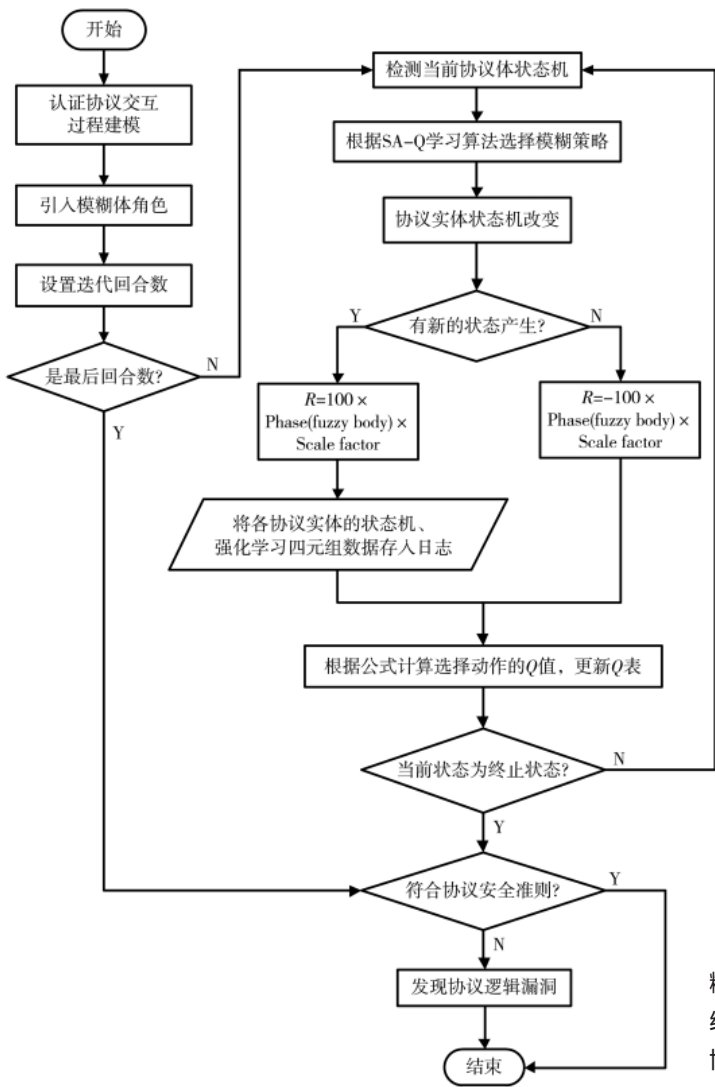 开始
认证协议交互
过程建模
引入模糊体角色
设置迭代回合数
是最后回合数?
N
Y
检测当前协议体状态机
根据SA-Q学习算法选择模糊策略
协议实体状态机改变
有新的状态产生?
Y
N
R=100 ×
Phase(fuzzy body) ×
Scale factor
R=-100 ×
Phase(fuzzy body) ×
Scale factor
将各协议实体的状态机、
强化学习四元组数据存入日志
根据公式计算选择动作的Q值，更新Q表
当前状态为终止状态?
N
Y
符合协议安全准则?
Y
N
发现协议逻辑漏洞
结束